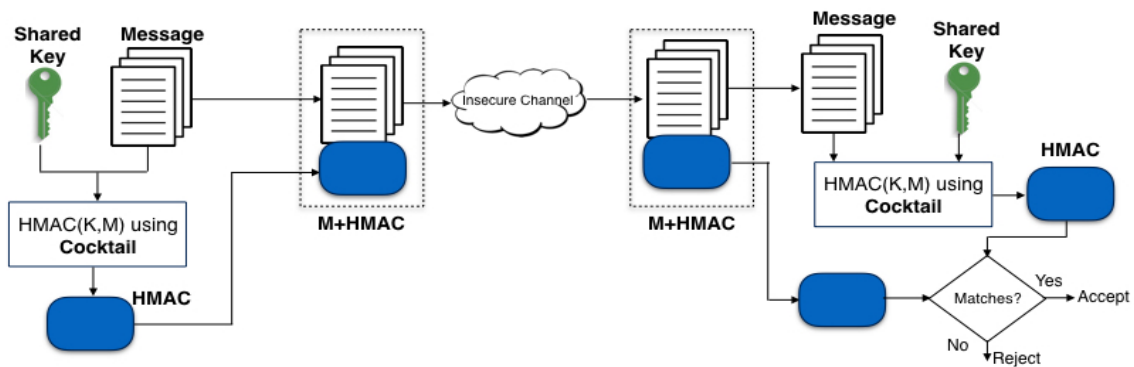 Shared
Key
Message
HMAC(K,M) using
Cocktail
HMAC
M+HMAC
Insecure Channel
M+HMAC
Message
Shared
Key
HMAC(K,M) using
Cocktail
HMAC
Matches?
Yes
Accept
No
Reject